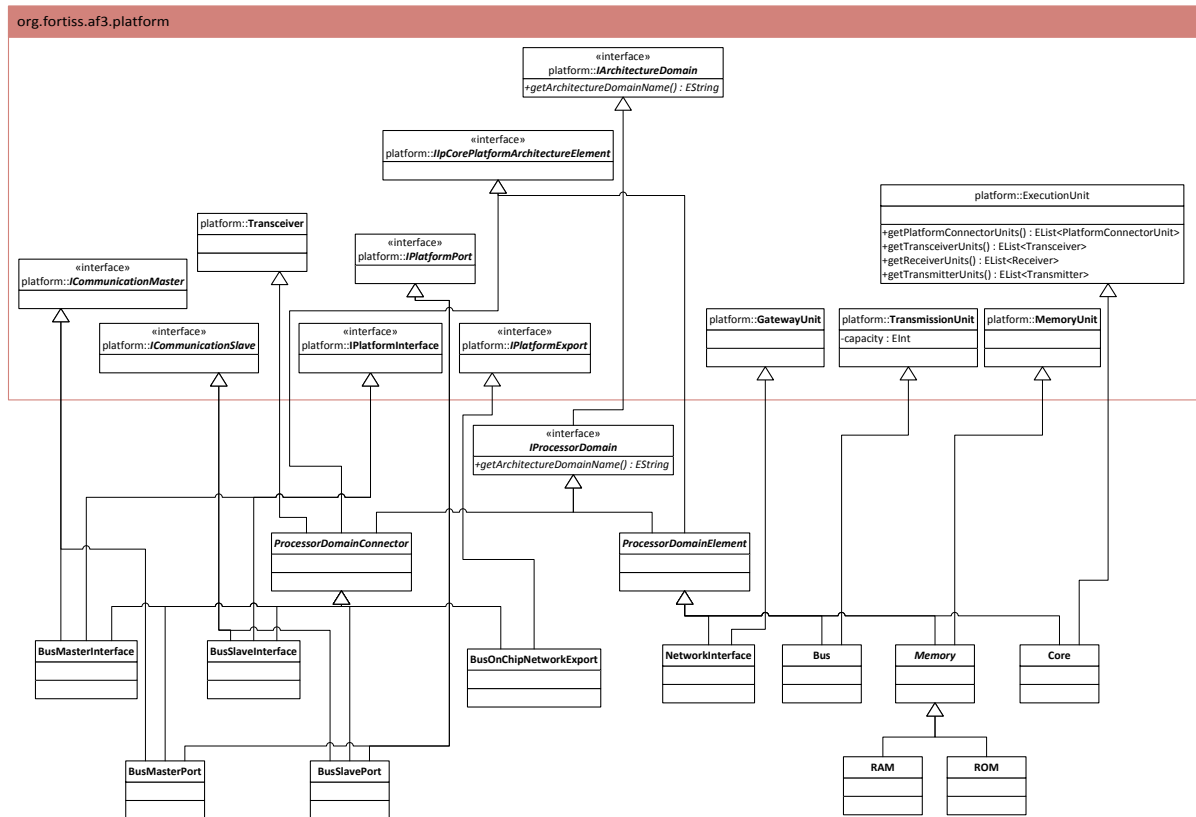 org.fortiss.af3.platform
«interface»
platform::IArchitectureDomain
+getArchitectureDomainName() : EString
«interface»
platform::IIpCorePlatformArchitectureElement
platform::ExecutionUnit
+getPlatformConnectorUnits() : EList<PlatformConnectorUnit>
+getTransceiverUnits() : EList<Transceiver>
+getReceiverUnits() : EList<Receiver>
+getTransmitterUnits() : EList<Transmitter>
platform::Transceiver
«interface»
platform::IPlatformPort
«interface»
platform::ICommunicationMaster
«interface»
platform::ICommunicationSlave
«interface»
platform::IPlatformInterface
«interface»
platform::IPlatformExport
platform::GatewayUnit
platform::TransmissionUnit
-capacity : EInt
platform::MemoryUnit
«interface»
IProcessorDomain
+getArchitectureDomainName() : EString
ProcessorDomainConnector
ProcessorDomainElement
BusMasterInterface
BusSlaveInterface
BusOnChipNetworkExport
NetworkInterface
Bus
Memory
Core
BusMasterPort
BusSlavePort
RAM
ROM